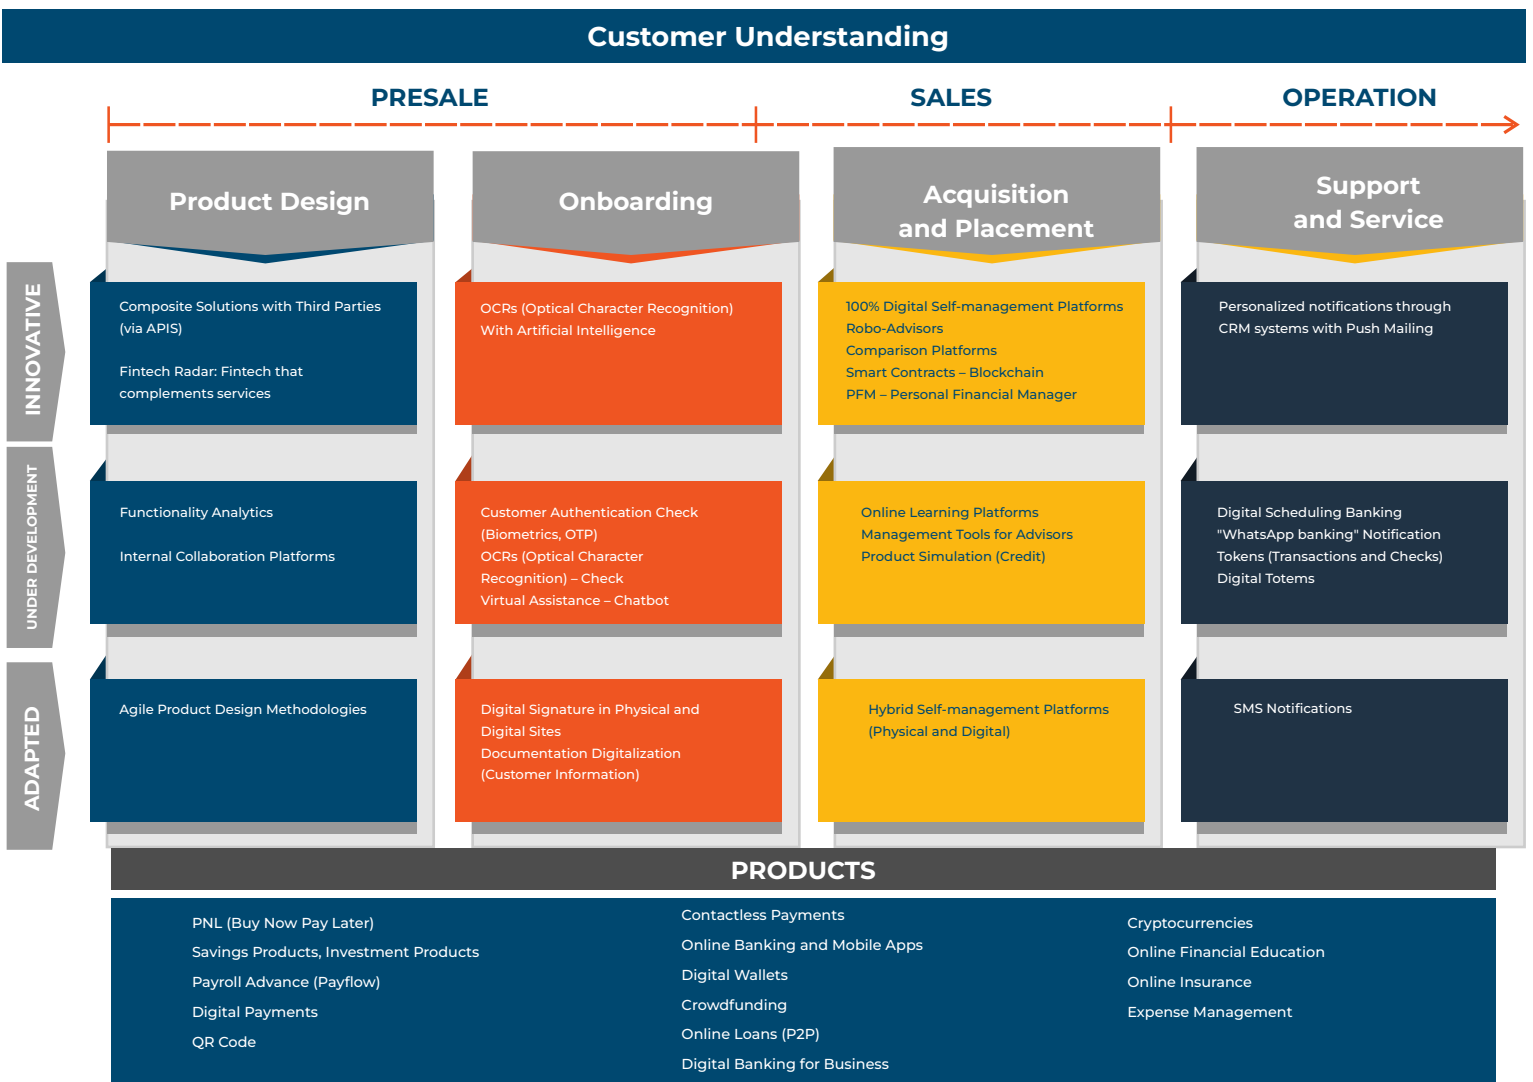 Customer Understanding
PRESALE
SALES
OPERATION
Product Design
Onboarding
Acquisition
and Placement
Support
and Service
INNOVATIVE
Composite Solutions with Third Parties
(via APIS)
Fintech Radar: Fintech that
complements services
OCRs (Optical Character Recognition)
With Artificial Intelligence
100% Digital Self-management Platforms
Robo-Advisors
Comparison Platforms
Smart Contracts – Blockchain
PFM – Personal Financial Manager
Personalized notifications through
CRM systems with Push Mailing
UNDER DEVELOPMENT
Functionality Analytics
Internal Collaboration Platforms
Customer Authentication Check
(Biometrics, OTP)
OCRs (Optical Character
Recognition) – Check
Virtual Assistance – Chatbot
Online Learning Platforms
Management Tools for Advisors
Product Simulation (Credit)
Digital Scheduling Banking
"WhatsApp banking" Notification
Tokens (Transactions and Checks)
Digital Totems
ADAPTED
Agile Product Design Methodologies
Digital Signature in Physical and
Digital Sites
Documentation Digitalization
(Customer Information)
Hybrid Self-management Platforms
(Physical and Digital)
SMS Notifications
PRODUCTS
PNL (Buy Now Pay Later)
Savings Products, Investment Products
Payroll Advance (Payflow)
Digital Payments
QR Code
Contactless Payments
Online Banking and Mobile Apps
Digital Wallets
Crowdfunding
Online Loans (P2P)
Digital Banking for Business
Cryptocurrencies
Online Financial Education
Online Insurance
Expense Management